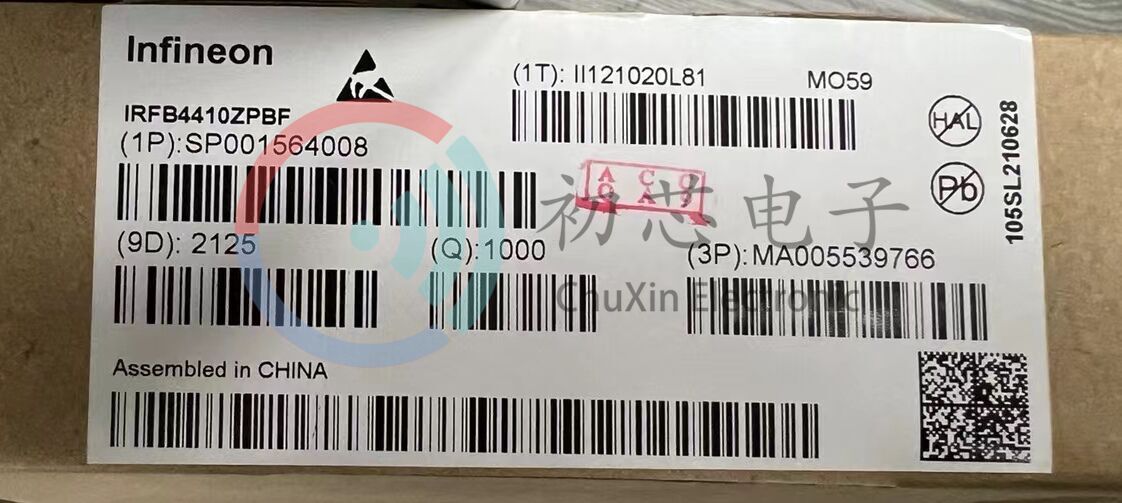 Infineon
IRFB4410ZPBF
(1P):SP001564008
(1T): II121020L81
MO59
HAL
Pb
105SL210628
A C C
初芯电子
(9D): 2125
(Q):1000
(3P):MA005539766
ChuXin Electronic
Assembled in CHINA